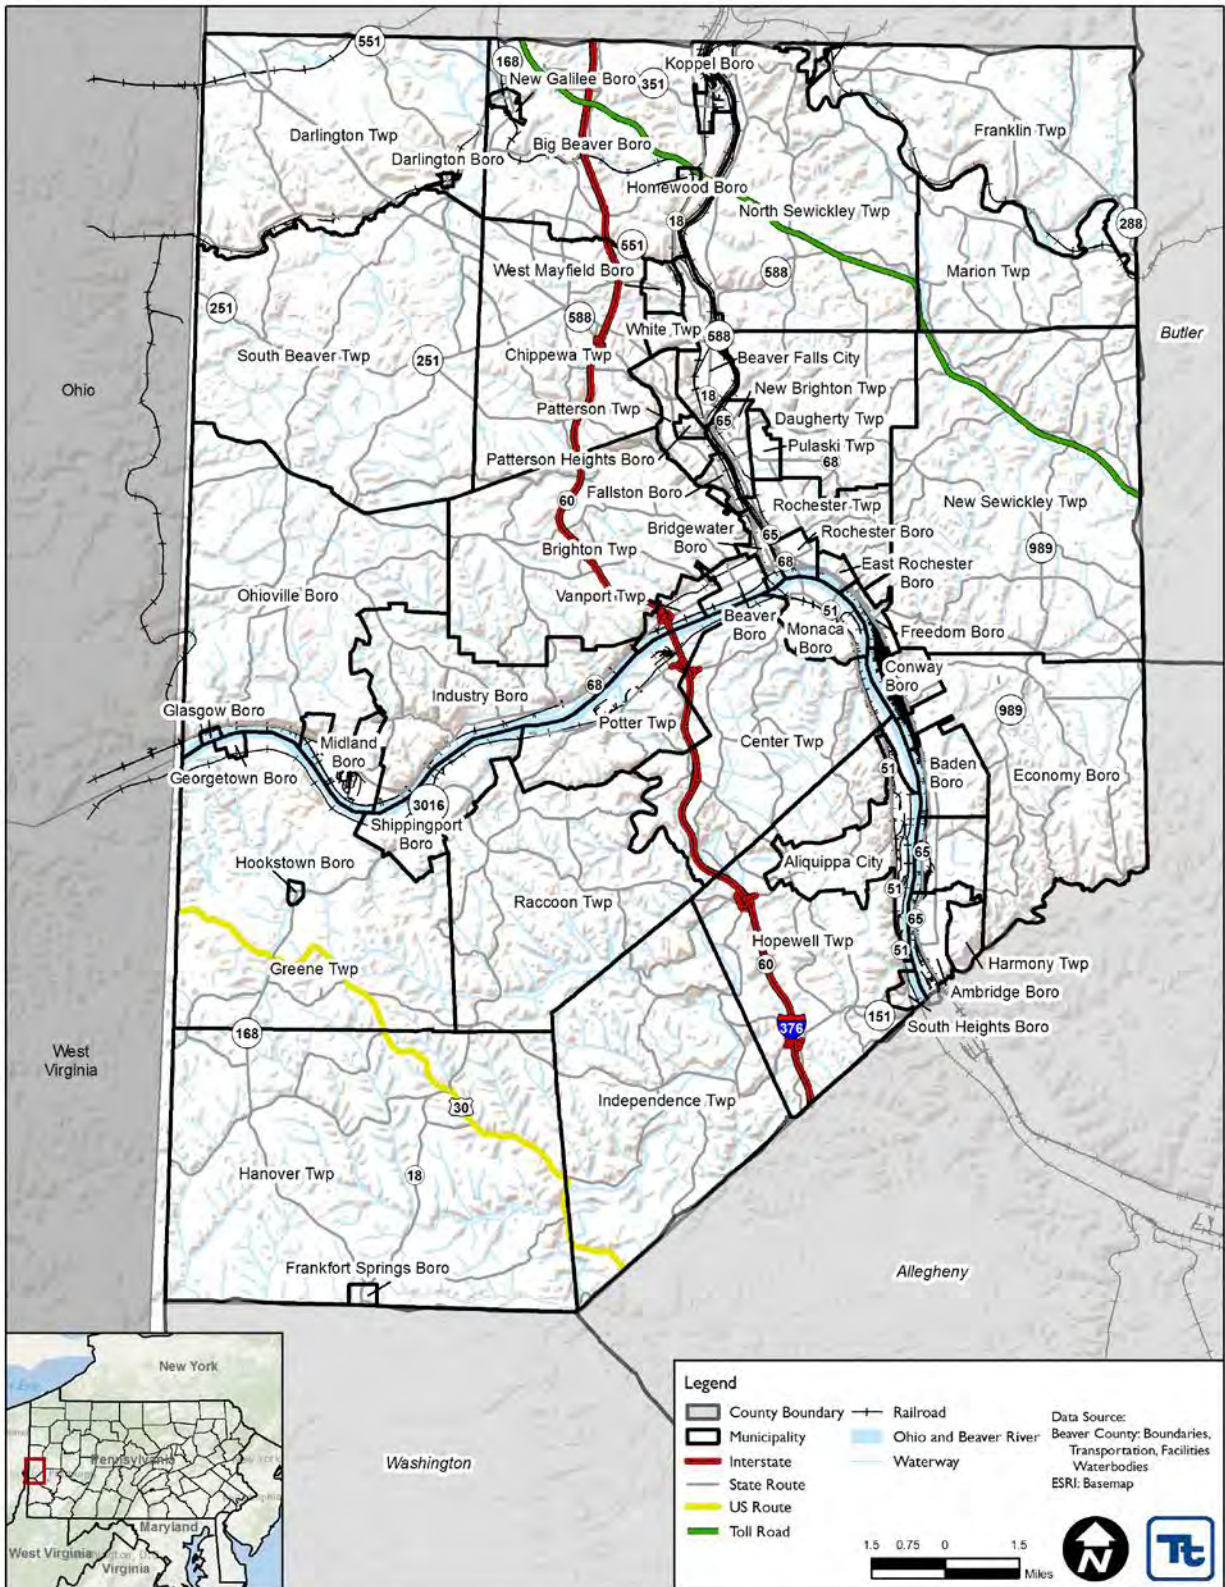 551
168
New Galilee Boro
Koppel Boro
351
Darlington Twp
Big Beaver Boro
Franklin Twp
Darlington Boro
Homewood Boro
18
North Sewickley Twp
288
551
West Mayfield Boro
588
Marion Twp
251
588
White Twp
588
Butler
South Beaver Twp
251
Chippewa Twp
Beaver Falls City
Ohio
18
New Brighton Twp
Patterson Twp
65
Daugherty Twp
Pulaski Twp
68
Patterson Heights Boro
Fallston Boro
60
Rochester Twp
New Sewickley Twp
Bridgewater
Boro
65
Rochester Boro
989
Brighton Twp
68
East Rochester
Boro
Ohioville Boro
Vanport Twp
Beaver
Boro
51
Monaca
Boro
Freedom Boro
Conway
Boro
68
Industry Boro
989
Glasgow Boro
Potter Twp
Center Twp
Midland
Boro
Georgetown Boro
51
Baden
Boro
Economy Boro
3016
Shippingport
Boro
65
Hookstown Boro
Aliquippa City
51
Raccoon Twp
65
Hopewell Twp
51
60
Harmony Twp
Greene Twp
Ambridge Boro
151
South Heights Boro
168
376
West
Virginia
30
Independence Twp
Hanover Twp
18
Frankfort Springs Boro
Allegheny
Washington
New York
Pennsylvania
Maryland
West Virginia
Virginia
Legend
County Boundary
Municipality
Interstate
State Route
US Route
Toll Road
Railroad
Ohio and Beaver River
Waterway
Data Source:
Beaver County: Boundaries,
Transportation, Facilities
Waterbodies
ESRI: Basemap
1.5 0.75 0 1.5
Miles
N
Tt